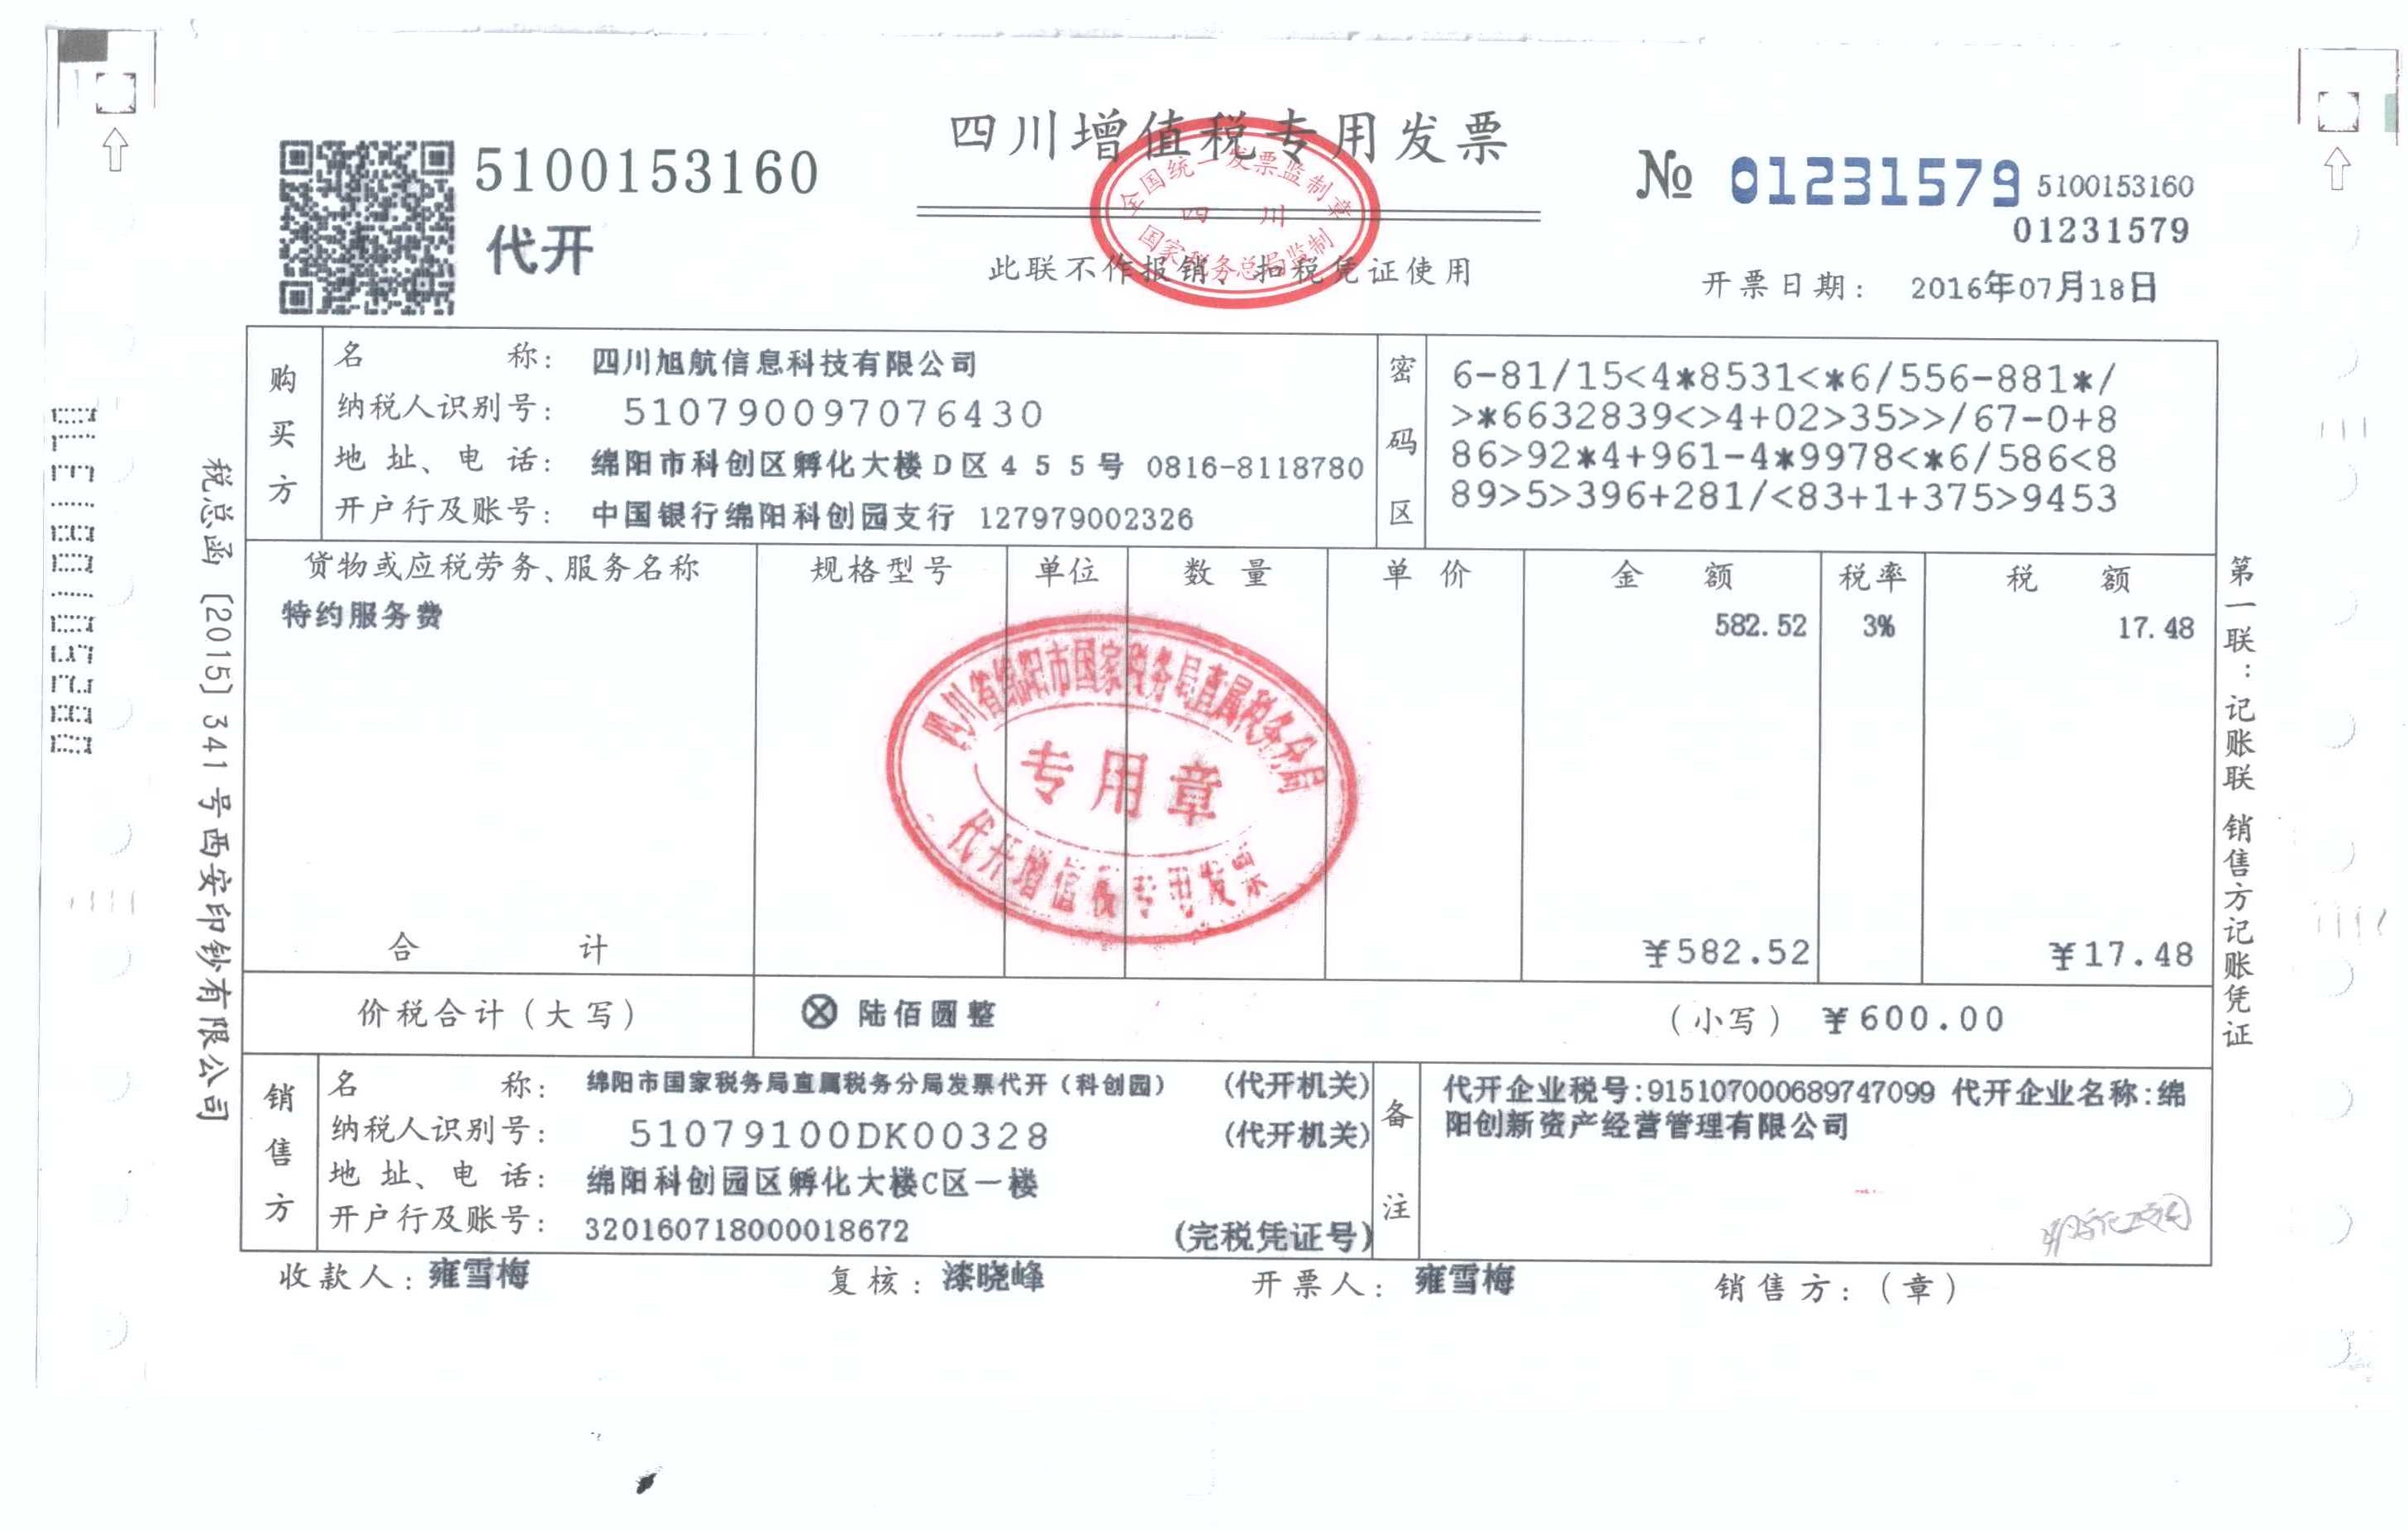 四川增值税专用发票
5100153160
代开
全国统一发票监制章
四川
国家税务总局监制
此联不作报销、扣税凭证使用
№ 01231579 5100153160
01231579
开票日期： 2016年07月18日
购买方
名称： 四川旭航信息科技有限公司
纳税人识别号： 510790097076430
地址、电话： 绵阳市科创区孵化大楼D区455号 0816-8118780
开户行及账号： 中国银行绵阳科创园支行 127979002326
密码区
6-81/15<4*8531<*6/556-881*/
>*6632839<>4+02>35>>/67-0+8
86>92*4+961-4*9978<*6/586<8
89>5>396+281/<83+1+375>9453
货物或应税劳务、服务名称 规格型号 单位 数量 单价 金额 税率 税额
特约服务费 582.52 3% 17.48
四川省绵阳市国家税务局直属税务分局
专用章
代开增值税专用发票
合计 ¥582.52 ¥17.48
价税合计（大写） ⊗ 陆佰圆整 （小写） ¥600.00
销售方
名称： 绵阳市国家税务局直属税务分局发票代开（科创园） (代开机关)
纳税人识别号： 51079100DK00328 (代开机关)
地址、电话： 绵阳科创园区孵化大楼C区一楼
开户行及账号： 320160718000018672 (完税凭证号)
备注
代开企业税号:915107000689747099 代开企业名称:绵
阳创新资产经营管理有限公司
收款人：雍雪梅 复核：漆晓峰 开票人：雍雪梅 销售方：（章）
税总函〔2015〕341号西安印钞有限公司
第一联：记账联 销售方记账凭证